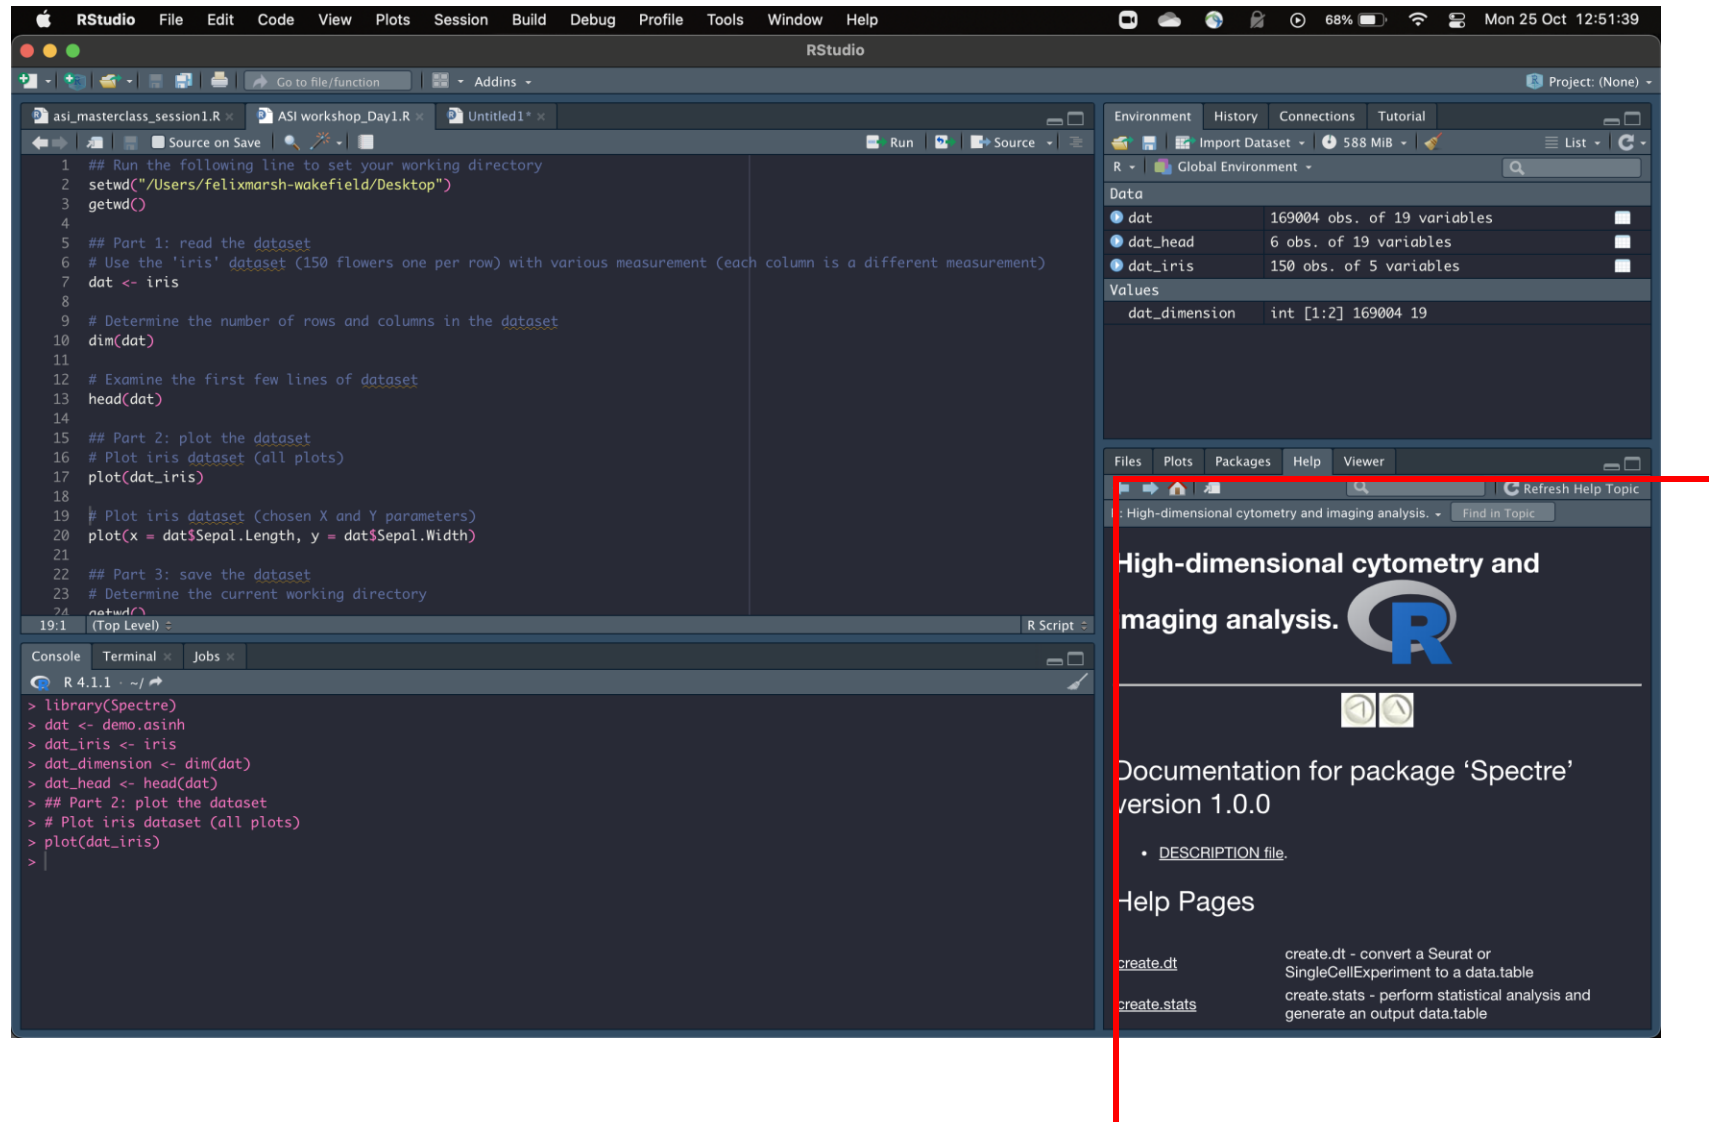 RStudio File Edit Code View Plots Session Build Debug Profile Tools Window Help 68% Mon 25 Oct 12:51:39
RStudio
Go to file/function Addins Project: (None)
asi_masterclass_session1.R ASI workshop_Day1.R Untitled1*
Source on Save Run Source
1 ## Run the following line to set your working directory
2 setwd("/Users/felixmarsh-wakefield/Desktop")
3 getwd()
4
5 ## Part 1: read the dataset
6 # Use the 'iris' dataset (150 flowers one per row) with various measurement (each column is a different measurement)
7 dat <- iris
8
9 # Determine the number of rows and columns in the dataset
10 dim(dat)
11
12 # Examine the first few lines of dataset
13 head(dat)
14
15 ## Part 2: plot the dataset
16 # Plot iris dataset (all plots)
17 plot(dat_iris)
18
19 # Plot iris dataset (chosen X and Y parameters)
20 plot(x = dat$Sepal.Length, y = dat$Sepal.Width)
21
22 ## Part 3: save the dataset
23 # Determine the current working directory
24 getwd()
19:1 (Top Level) R Script
Console Terminal Jobs
R 4.1.1 · ~/
> library(Spectre)
> dat <- demo.asinh
> dat_iris <- iris
> dat_dimension <- dim(dat)
> dat_head <- head(dat)
> ## Part 2: plot the dataset
> # Plot iris dataset (all plots)
> plot(dat_iris)
>
Environment History Connections Tutorial
Import Dataset 588 MiB List
R Global Environment
Data
dat 169004 obs. of 19 variables
dat_head 6 obs. of 19 variables
dat_iris 150 obs. of 5 variables
Values
dat_dimension int [1:2] 169004 19
Files Plots Packages Help Viewer
Refresh Help Topic
: High-dimensional cytometry and imaging analysis. Find in Topic
High-dimensional cytometry and
imaging analysis. R
Documentation for package ‘Spectre’
version 1.0.0
• DESCRIPTION file.
Help Pages
create.dt create.dt - convert a Seurat or
SingleCellExperiment to a data.table
create.stats create.stats - perform statistical analysis and
generate an output data.table